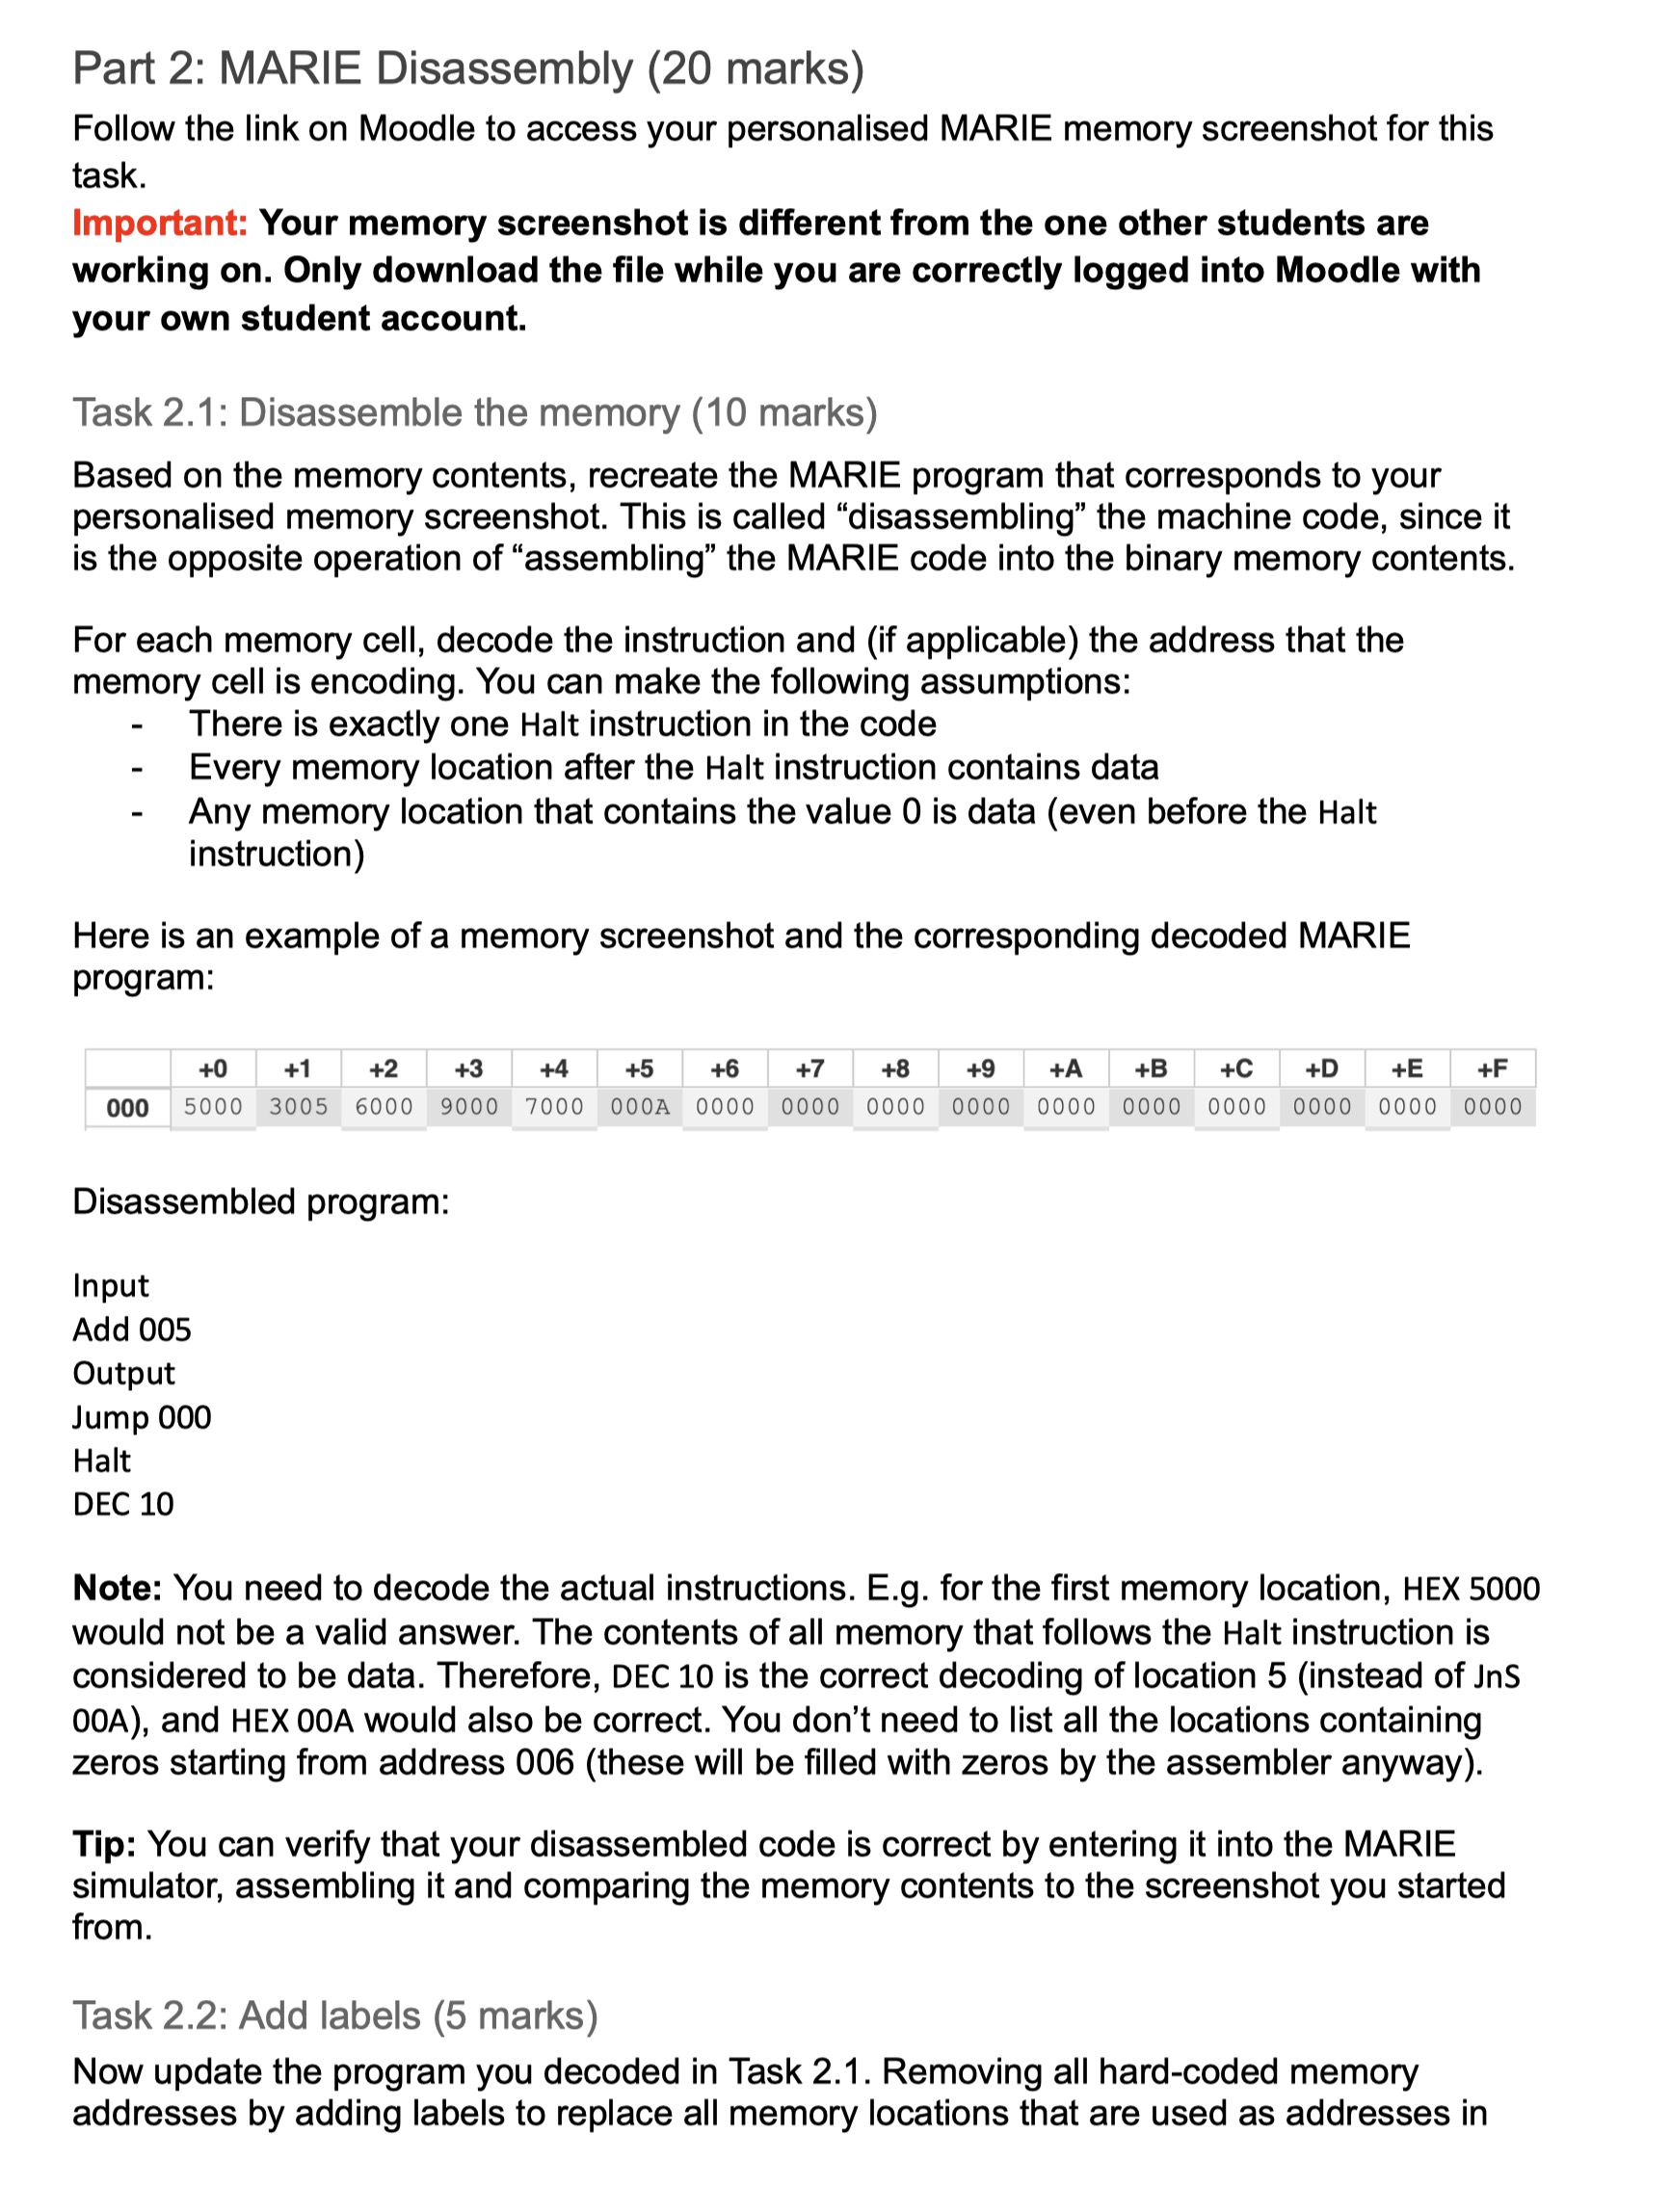 Part 2: MARIE Disassembly (20 marks)
Follow the link on Moodle to access your personalised MARIE memory screenshot for this
task.
Important: Your memory screenshot is different from the one other students are
working on. Only download the file while you are correctly logged into Moodle with
your own student account.
Task 2.1: Disassemble the memory (10 marks)
Based on the memory contents, recreate the MARIE program that corresponds to your
personalised memory screenshot. This is called “disassembling” the machine code, since it
is the opposite operation of “assembling” the MARIE code into the binary memory contents.
For each memory cell, decode the instruction and (if applicable) the address that the
memory cell is encoding. You can make the following assumptions:
- There is exactly one Halt instruction in the code
- Every memory location after the Halt instruction contains data
- Any memory location that contains the value 0 is data (even before the Halt
instruction)
Here is an example of a memory screenshot and the corresponding decoded MARIE
program:
+0 +1 +2 +3 +4 +5 +6 +7 +8 +9 +A +B +C +D +E +F
000 5000 3005 6000 9000 7000 000A 0000 0000 0000 0000 0000 0000 0000 0000 0000 0000
Disassembled program:
Input
Add 005
Output
Jump 000
Halt
DEC 10
Note: You need to decode the actual instructions. E.g. for the first memory location, HEX 5000
would not be a valid answer. The contents of all memory that follows the Halt instruction is
considered to be data. Therefore, DEC 10 is the correct decoding of location 5 (instead of JnS
00A), and HEX 00A would also be correct. You don’t need to list all the locations containing
zeros starting from address 006 (these will be filled with zeros by the assembler anyway).
Tip: You can verify that your disassembled code is correct by entering it into the MARIE
simulator, assembling it and comparing the memory contents to the screenshot you started
from.
Task 2.2: Add labels (5 marks)
Now update the program you decoded in Task 2.1. Removing all hard-coded memory
addresses by adding labels to replace all memory locations that are used as addresses in